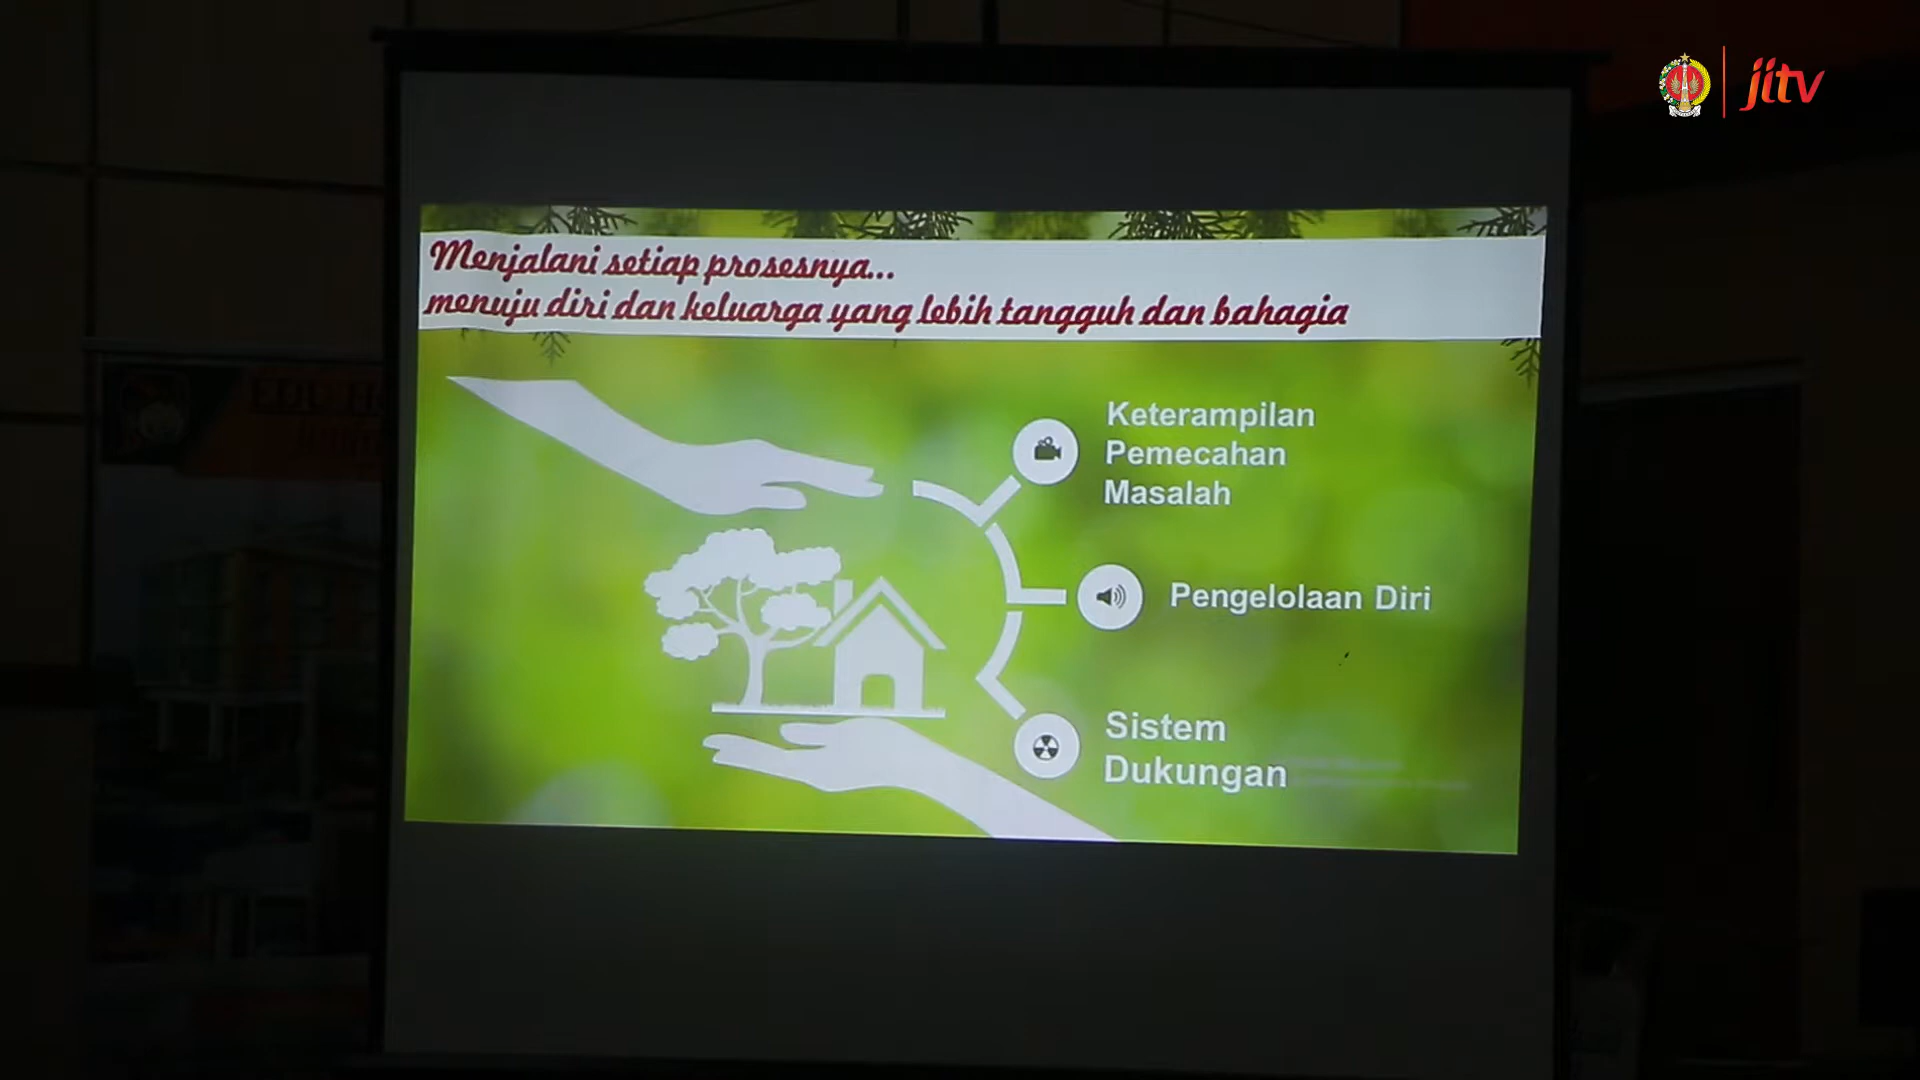 jitv
Menjalani setiap prosesnya...
menuju diri dan keluarga yang lebih tangguh dan bahagia
Keterampilan
Pemecahan
Masalah
Pengelolaan Diri
Sistem
Dukungan